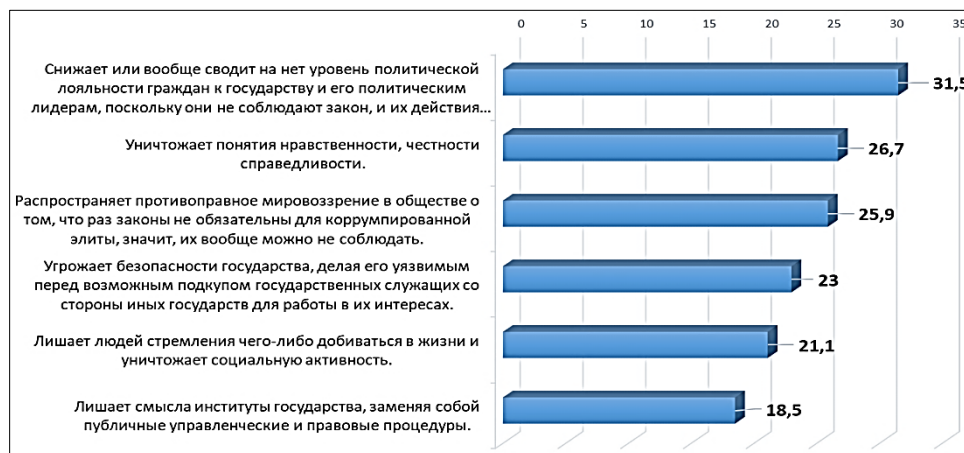 0 5 10 15 20 25 30 35
Снижает или вообще сводит на нет уровень политической
лояльности граждан к государству и его политическим
лидерам, поскольку они не соблюдают закон, и их действия...
31,5
Уничтожает понятия нравственности, честности
справедливости.
26,7
Распространяет противоправное мировоззрение в обществе о
том, что раз законы не обязательны для коррумпированной
элиты, значит, их вообще можно не соблюдать.
25,9
Угрожает безопасности государства, делая его уязвимым
перед возможным подкупом государственных служащих со
стороны иных государств для работы в их интересах.
23
Лишает людей стремления чего-либо добиваться в жизни и
уничтожает социальную активность.
21,1
Лишает смысла институты государства, заменяя собой
публичные управленческие и правовые процедуры.
18,5